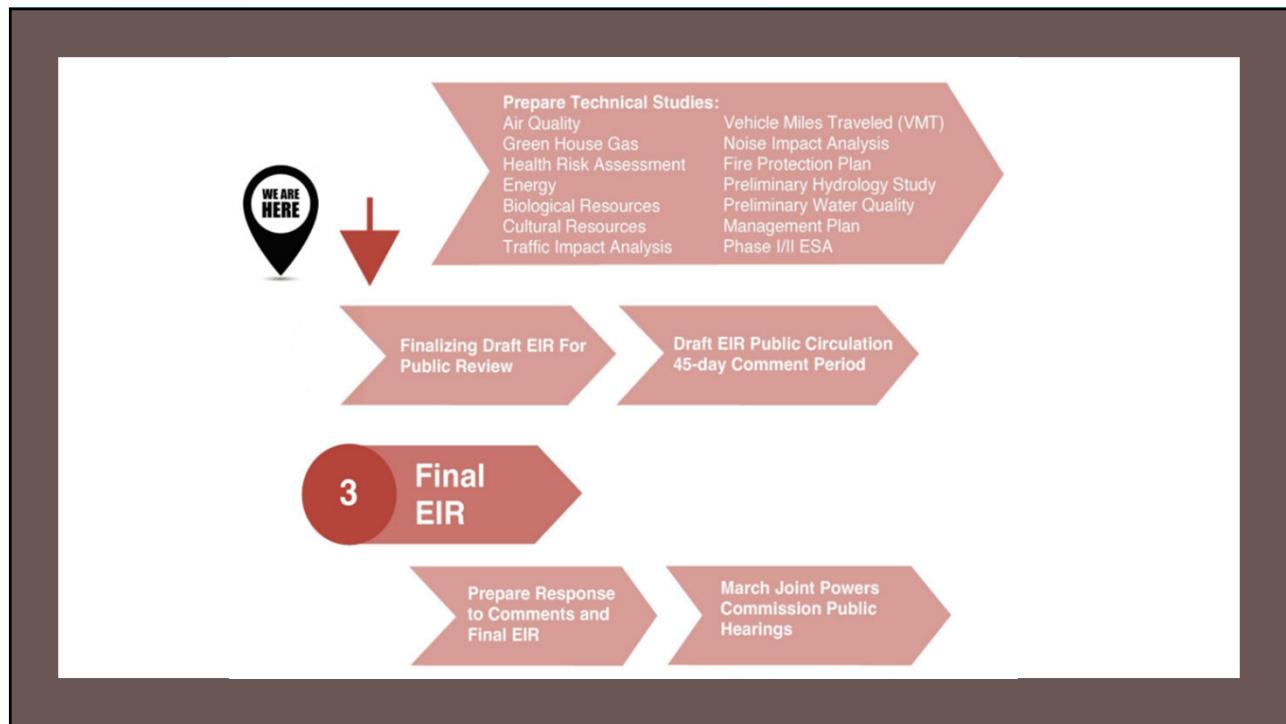 Prepare Technical Studies:
Air Quality
Green House Gas
Health Risk Assessment
Energy
Biological Resources
Cultural Resources
Traffic Impact Analysis
Vehicle Miles Traveled (VMT)
Noise Impact Analysis
Fire Protection Plan
Preliminary Hydrology Study
Preliminary Water Quality
Management Plan
Phase I/II ESA
WE ARE
HERE
Finalizing Draft EIR For
Public Review
Draft EIR Public Circulation
45-day Comment Period
3
Final
EIR
Prepare Response
to Comments and
Final EIR
March Joint Powers
Commission Public
Hearings